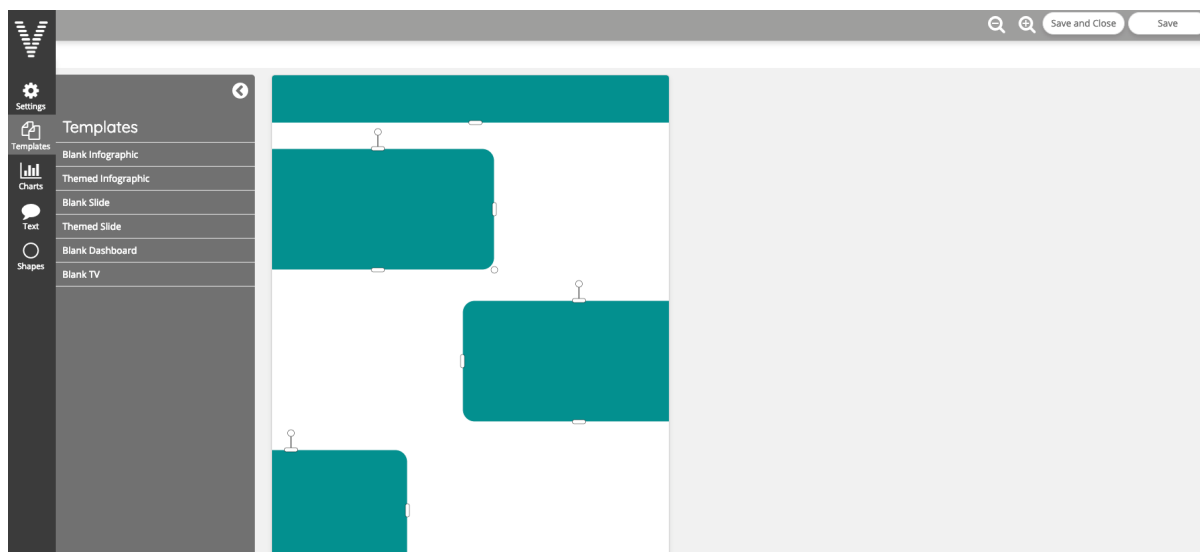 Save and Close
Save
Settings
Templates
Charts
Text
Shapes
Templates
Blank Infographic
Themed Infographic
Blank Slide
Themed Slide
Blank Dashboard
Blank TV